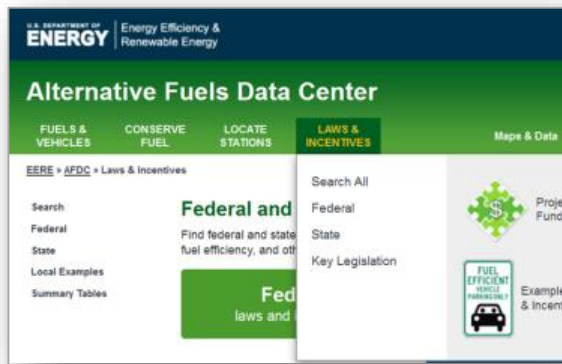 U.S. DEPARTMENT OF
ENERGY
Energy Efficiency &
Renewable Energy
Alternative Fuels Data Center
FUELS &
VEHICLES
CONSERVE
FUEL
LOCATE
STATIONS
LAWS &
INCENTIVES
Maps & Data
EERE » AFDC » Laws & Incentives
Search
Federal
State
Local Examples
Summary Tables
Federal and
Find federal and state
fuel efficiency, and oth
Fed
laws and i
Search All
Federal
State
Key Legislation
Proje
Fund
FUEL
EFFICIENT
VEHICLE
PARKING ONLY
Example
& Incent